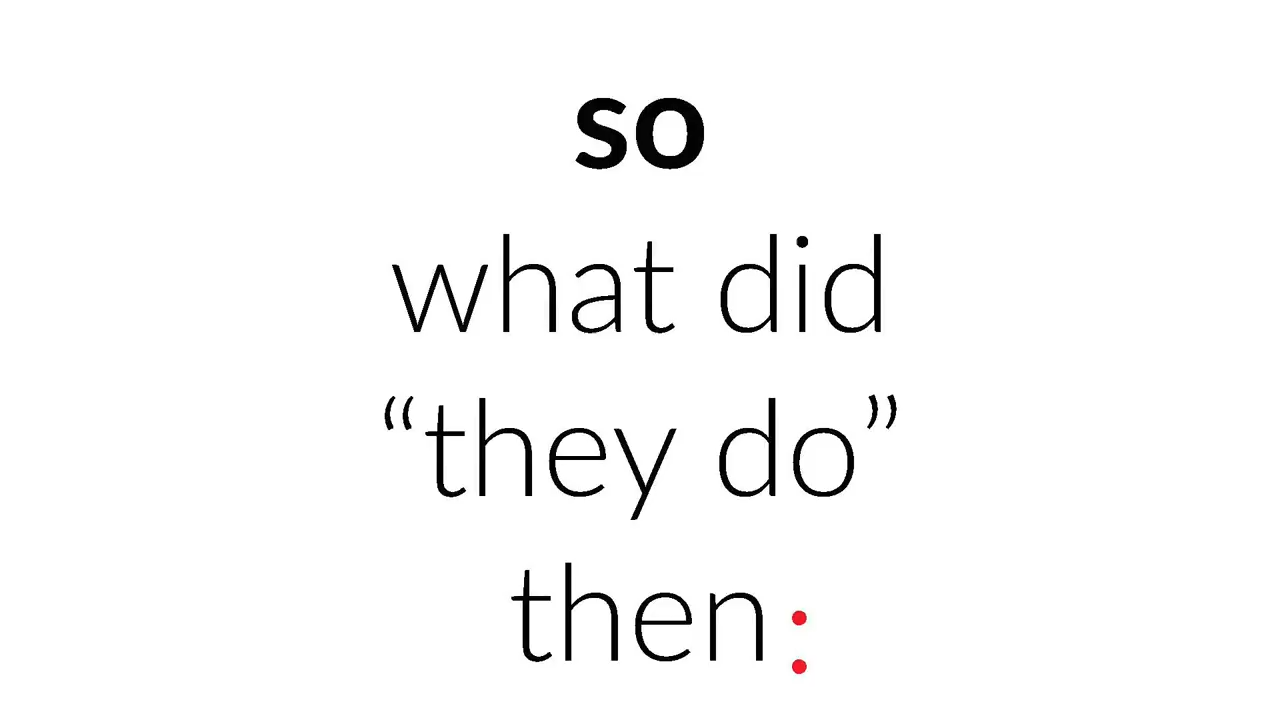 so
what did
“they do”
then: